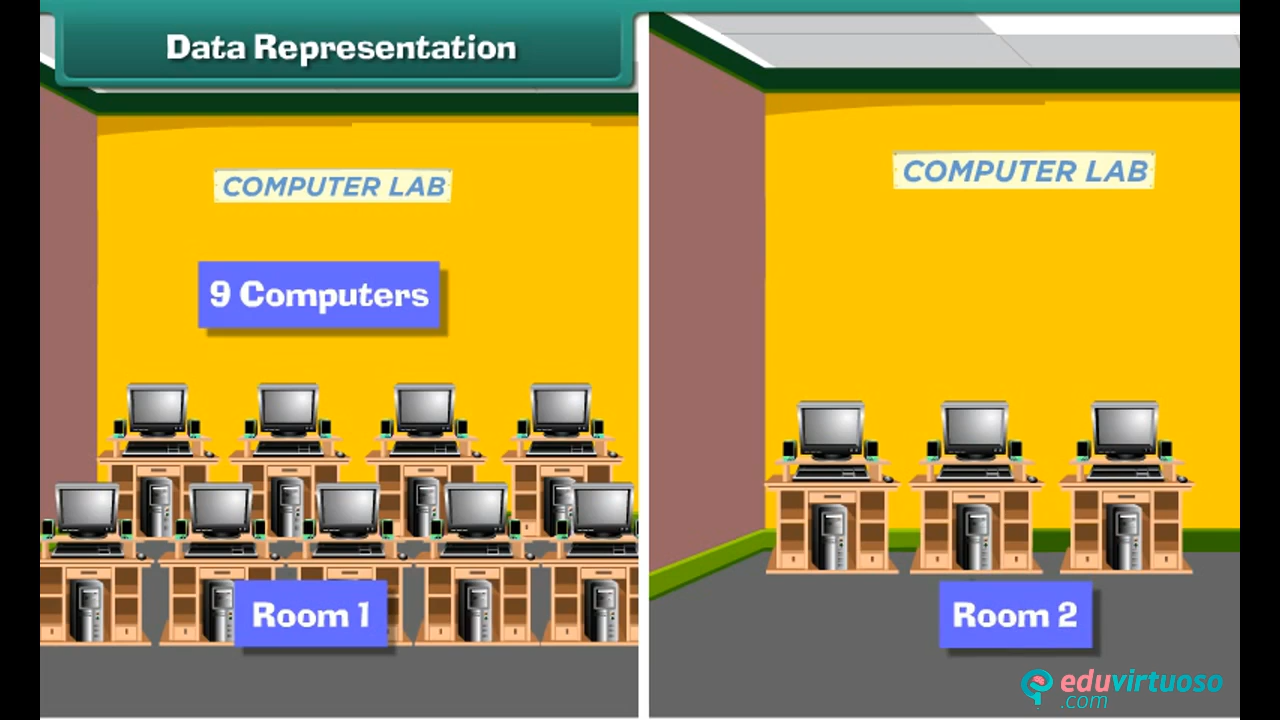 Data Representation
COMPUTER LAB
9 Computers
Room 1
COMPUTER LAB
Room 2
eduvirtuoso
.com